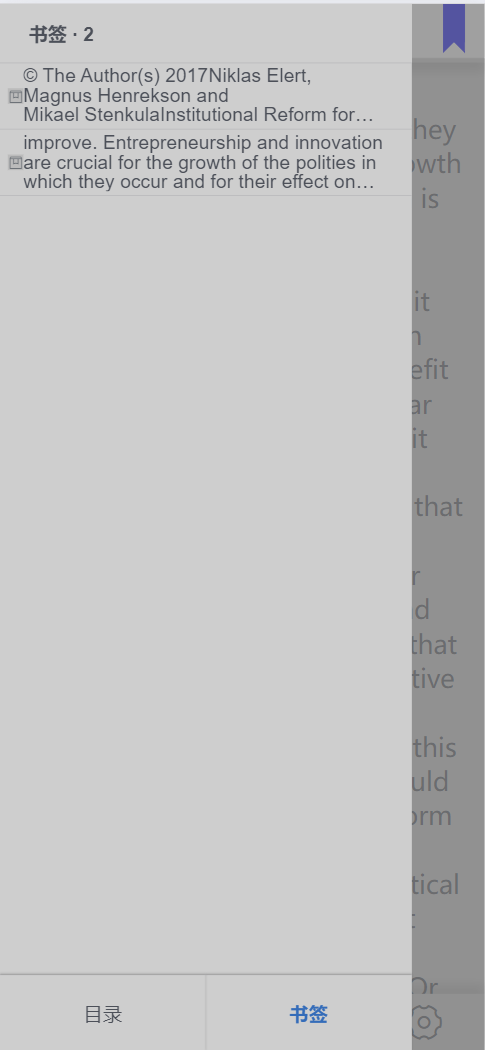 书签 · 2
© The Author(s) 2017Niklas Elert,
Magnus Henrekson and
Mikael StenkulaInstitutional Reform for…
improve. Entrepreneurship and innovation
are crucial for the growth of the polities in
which they occur and for their effect on…
hey
owth
is
it
n
efit
ar
it
that
r
d
that
tive
this
uld
orm
tical
t
Or
目录
书签